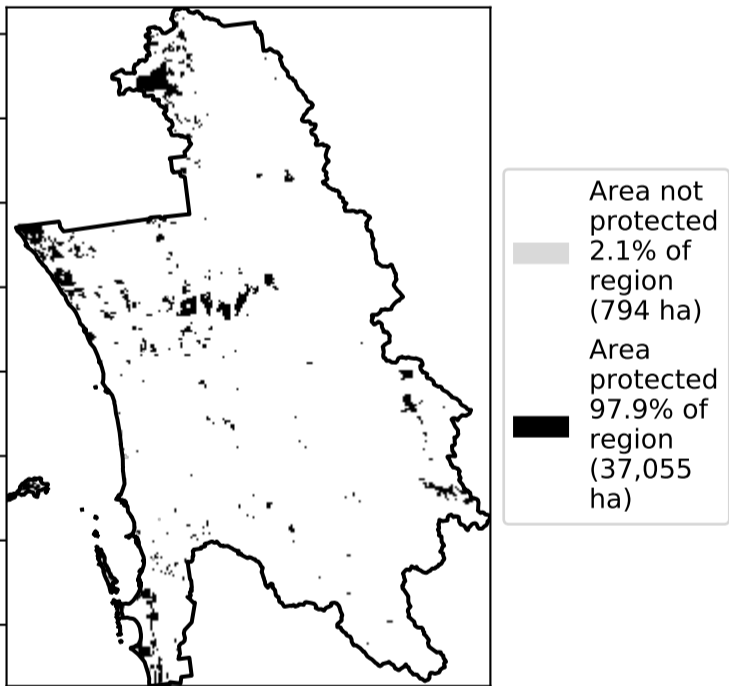 Area not
protected
2.1% of
region
(794 ha)
Area
protected
97.9% of
region
(37,055
ha)